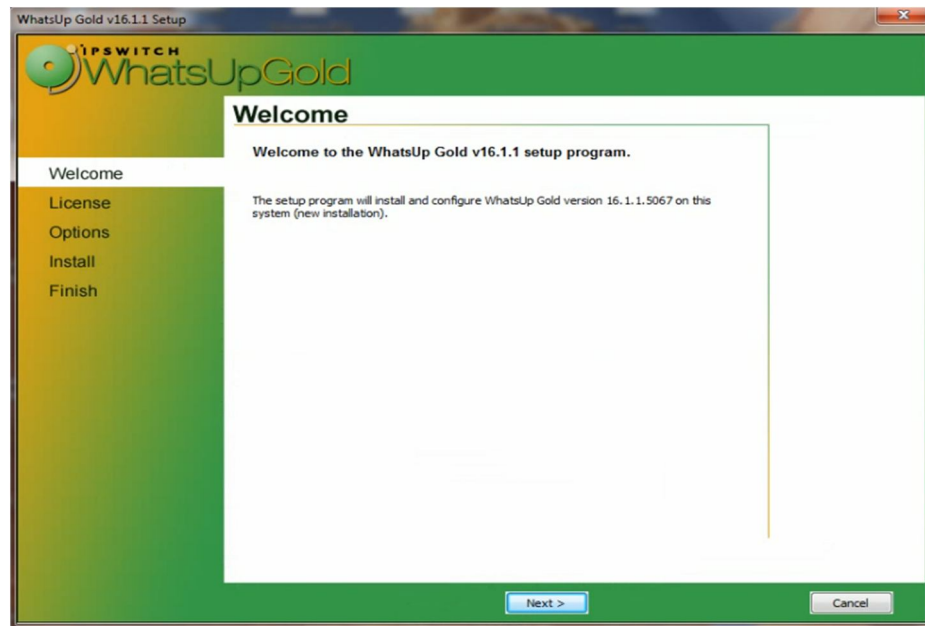 WhatsUp Gold v16.1.1 Setup
x
IPSWITCH
WhatsUpGold
Welcome
Welcome to the WhatsUp Gold v16.1.1 setup program.
Welcome
License
The setup program will install and configure WhatsUp Gold version 16.1.1.5067 on this
system (new installation).
Options
Install
Finish
Next >
Cancel